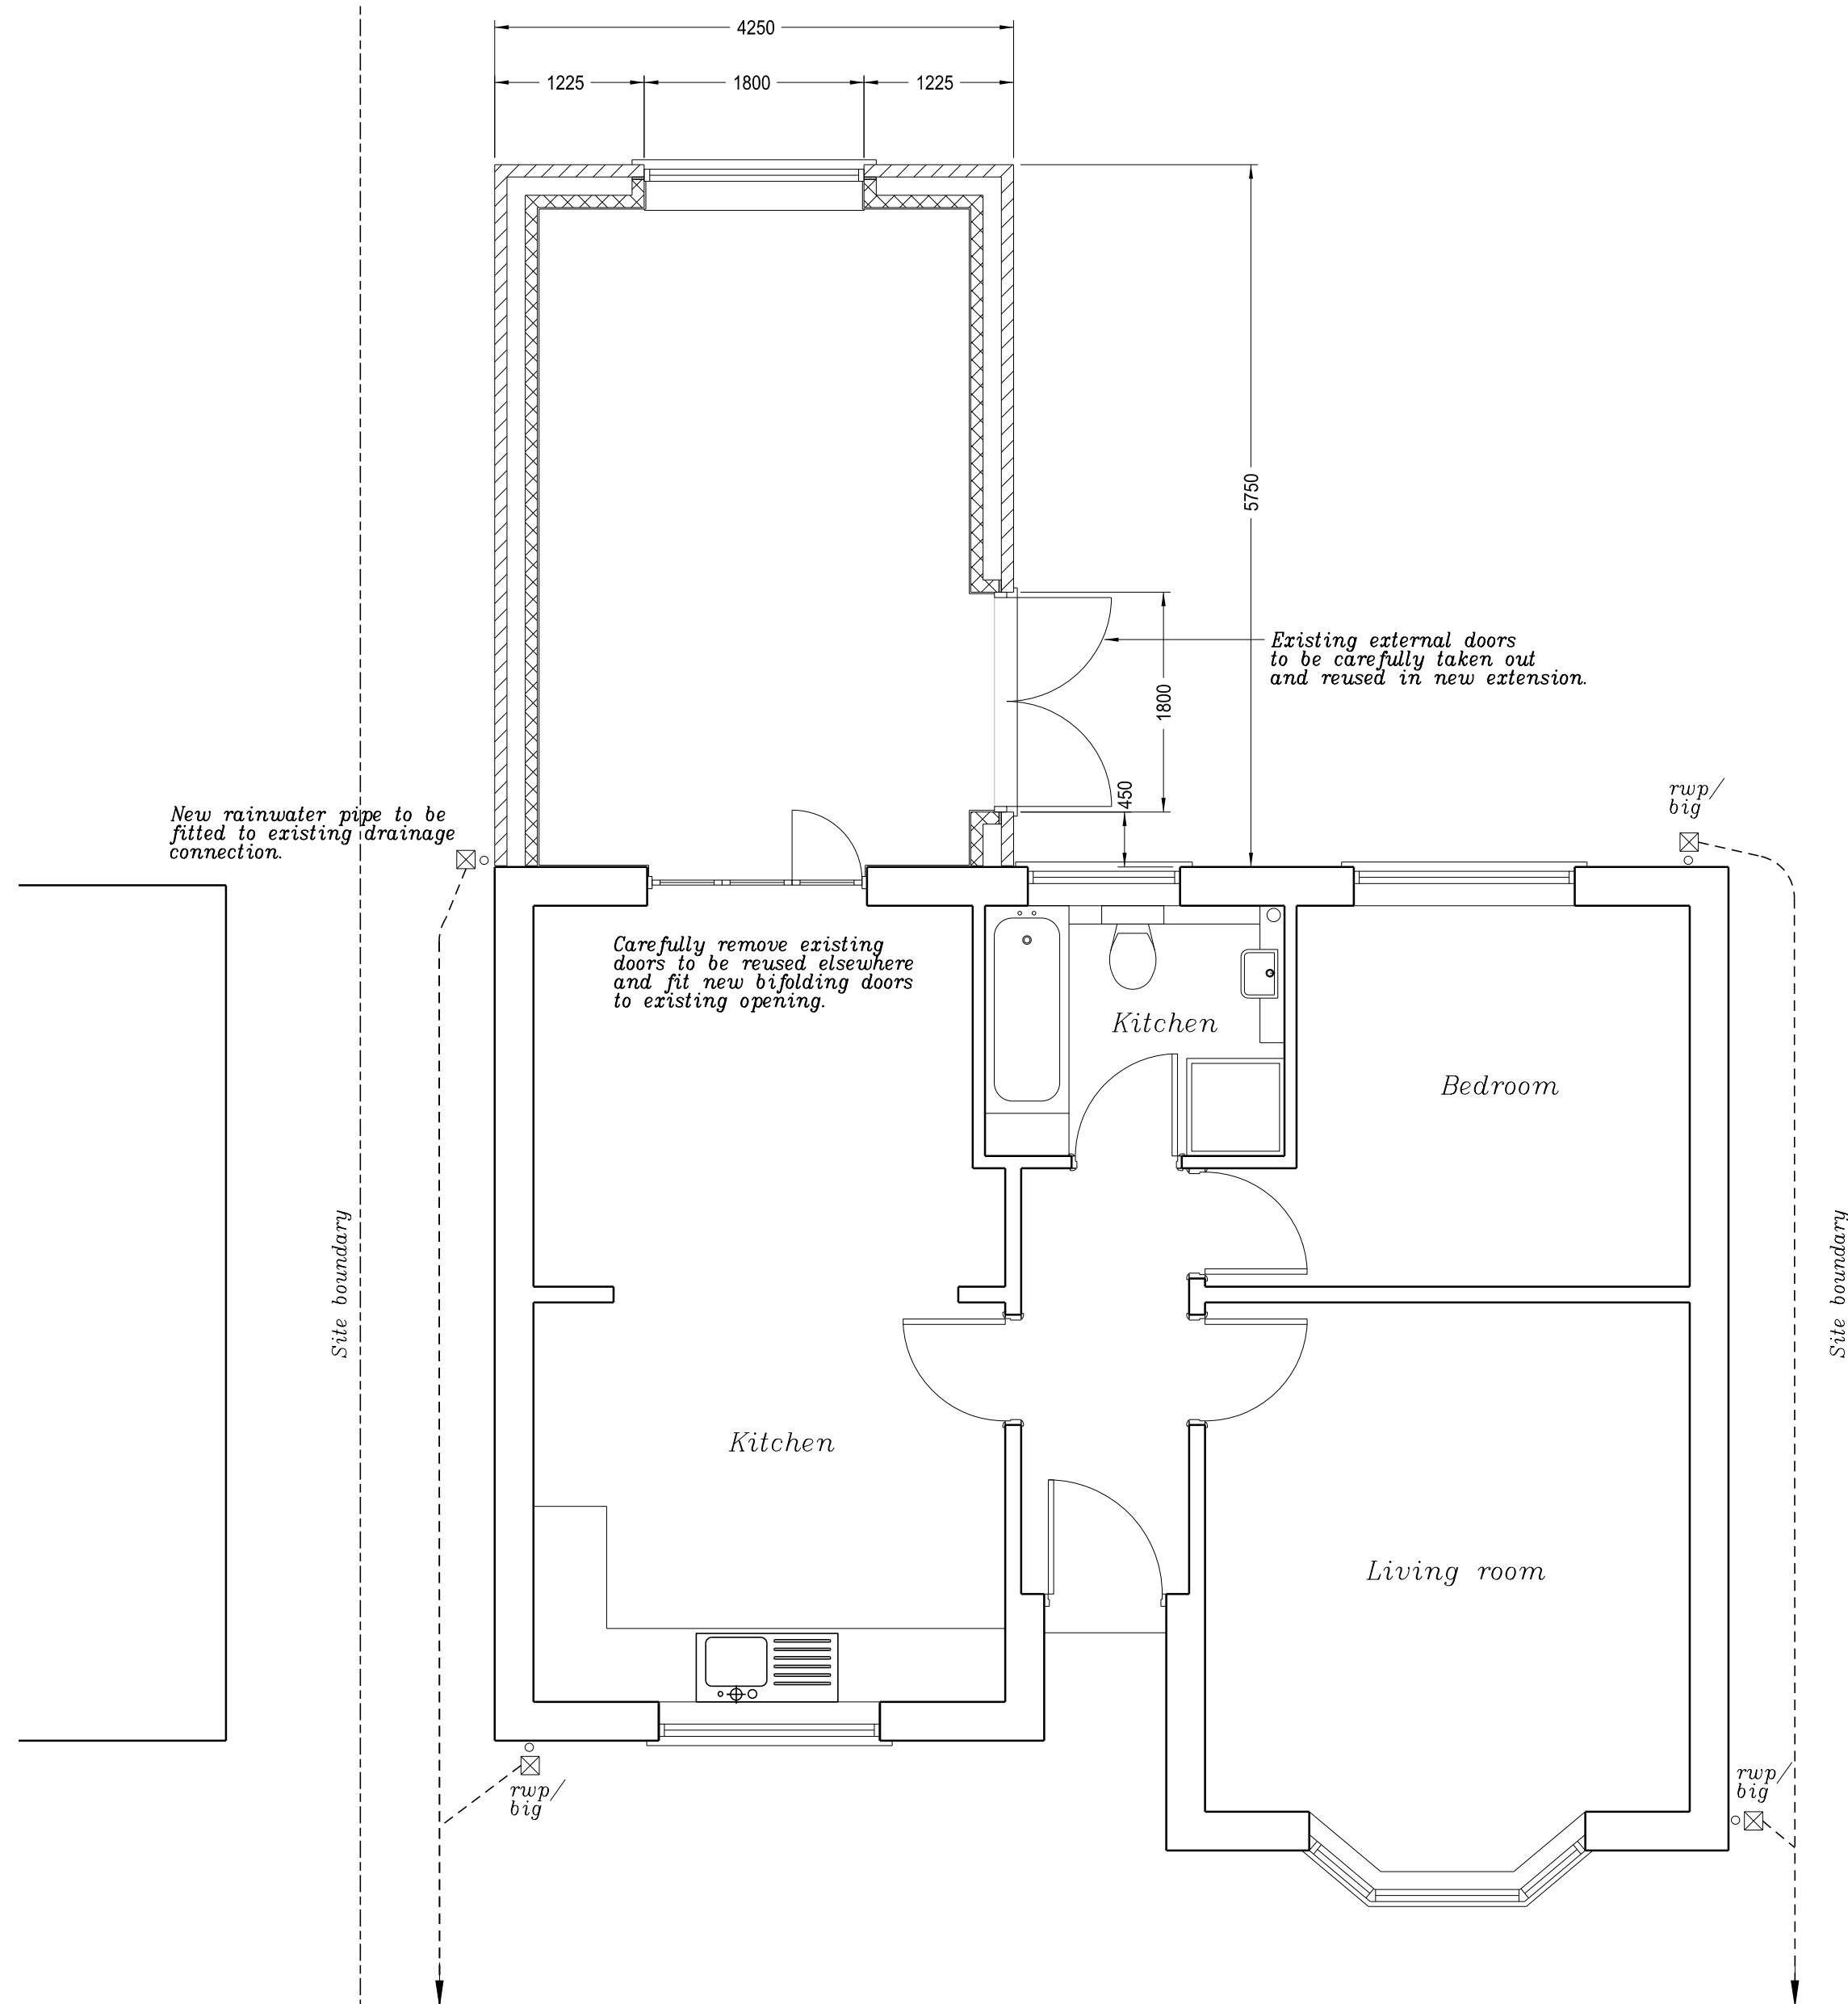 4250
1225
1800
1225
5750
Existing external doors
to be carefully taken out
and reused in new extension.
1800
450
rwp/
big
New rainwater pipe to be
fitted to existing drainage
connection.
Carefully remove existing
doors to be reused elsewhere
and fit new bifolding doors
to existing opening.
Kitchen
Bedroom
Site boundary
Site boundary
Kitchen
Living room
rwp/
big
rwp/
big